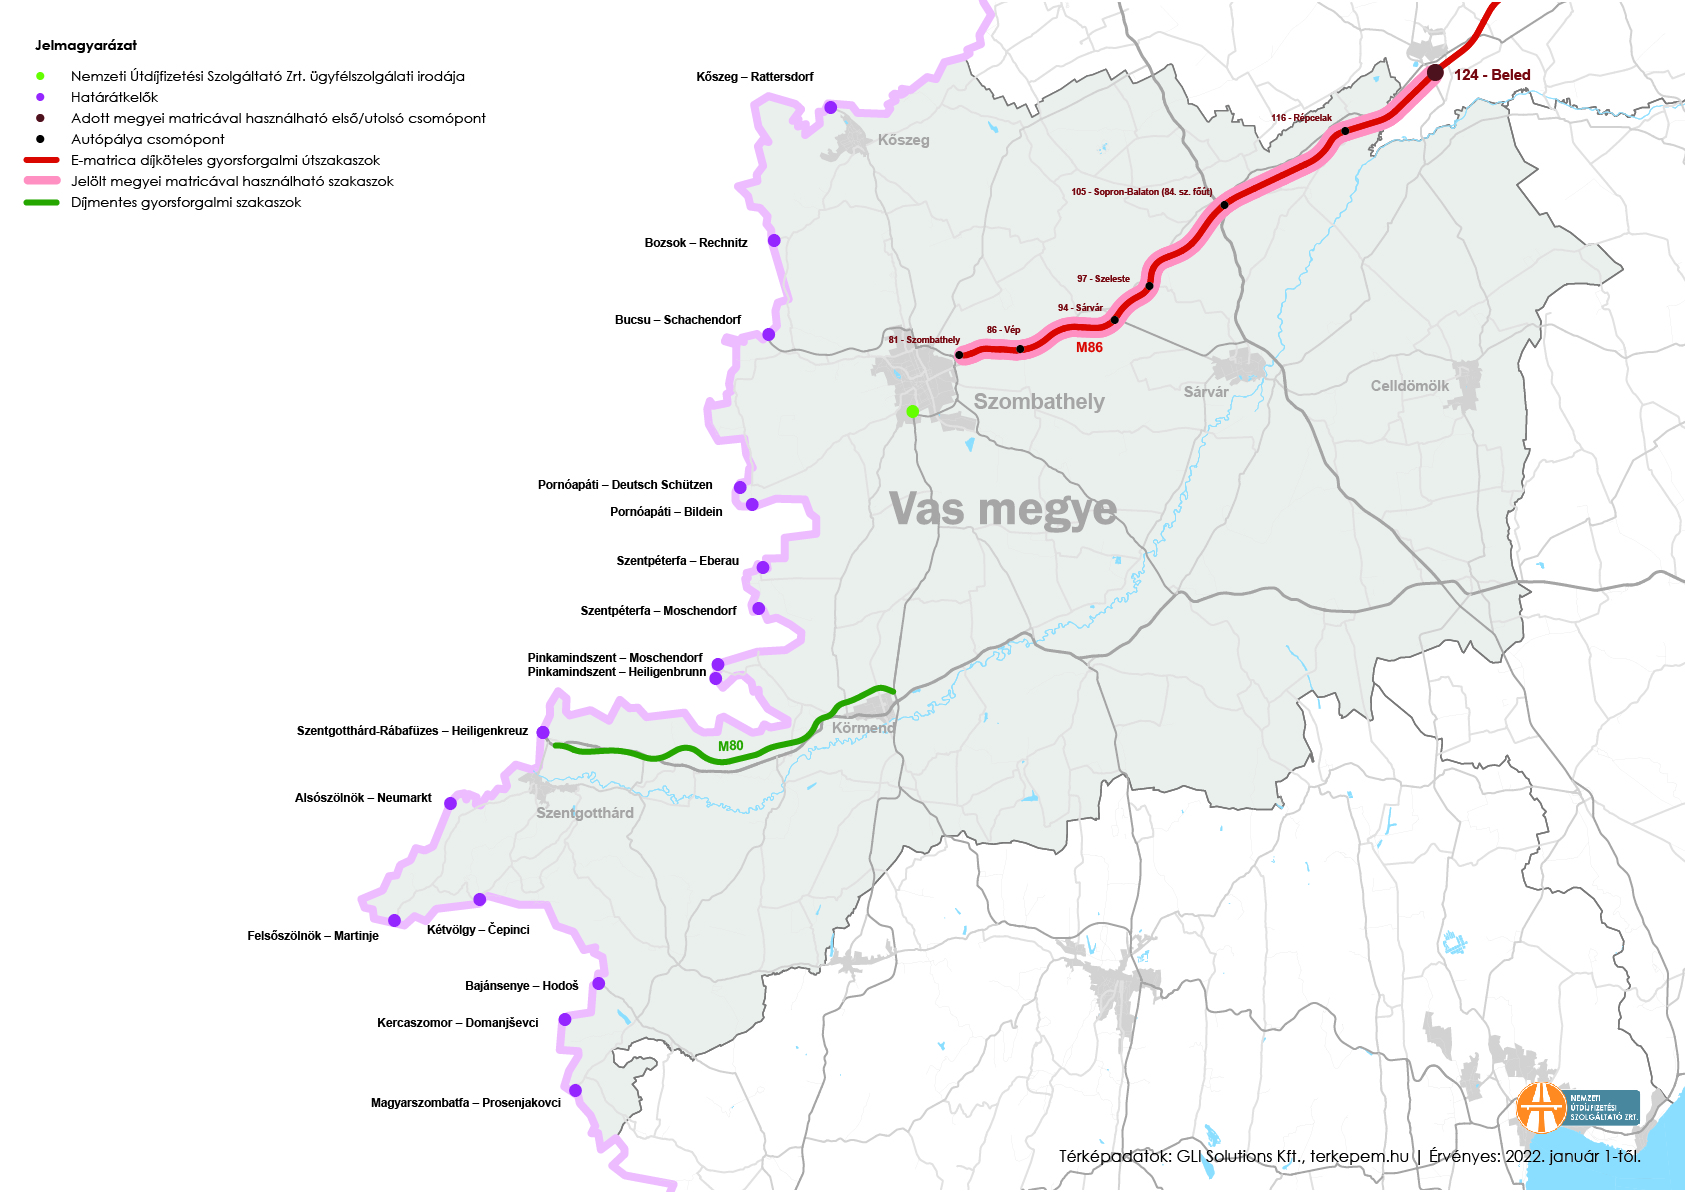 Jelmagyarázat
Nemzeti Útdíjfizetési Szolgáltató Zrt. ügyfélszolgálati irodája
Határátkelők
Adott megyei matricával használható első/utolsó csomópont
Autópálya csomópont
E-matrica díjköteles gyorsforgalmi útszakaszok
Jelölt megyei matricával használható szakaszok
Díjmentes gyorsforgalmi szakaszok
Kőszeg – Rattersdorf
124 - Beled
116 - Répcelak
Kőszeg
105 - Sopron-Balaton (84. sz. főút)
Bozsok – Rechnitz
97 - Szeleste
94 - Sárvár
Bucsu – Schachendorf
86 - Vép
81 - Szombathely
M86
Szombathely
Sárvár
Celldömölk
Pornóapáti – Deutsch Schützen
Pornóapáti – Bildein
Vas megye
Szentpéterfa – Eberau
Szentpéterfa – Moschendorf
Pinkamindszent – Moschendorf
Pinkamindszent – Heiligenbrunn
Szentgotthárd-Rábafüzes – Heiligenkreuz
Körmend
M80
Alsószölnök – Neumarkt
Szentgotthárd
Felsőszölnök – Martinje
Kétvölgy – Čepinci
Bajánsenye – Hodoš
Kercaszomor – Domanjševci
Magyarszombatfa – Prosenjakovci
NEMZETI
ÚTDÍJFIZETÉSI
SZOLGÁLTATÓ ZRT.
Térképadatok: GLI Solutions Kft., terkepem.hu | Érvényes: 2022. január 1-től.